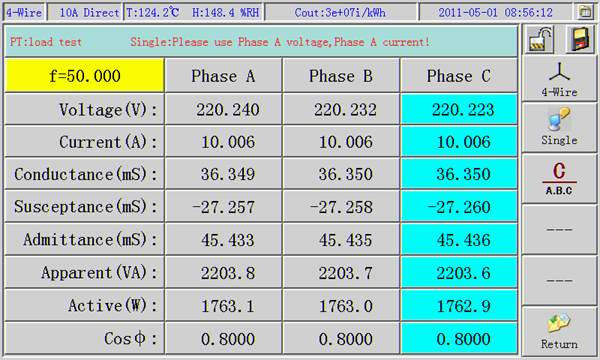 4-Wire 10A Direct T:124.2℃ H:148.4 %RH Cout:3e+07i/kWh 2011-05-01 08:56:12
PT:load test Single:Please use Phase A voltage,Phase A current!
f=50.000 Phase A Phase B Phase C
4-Wire
Voltage(V): 220.240 220.232 220.223
Current(A): 10.006 10.006 10.006
Single
Conductance(mS): 36.349 36.350 36.350
C
A.B.C
Susceptance(mS): -27.257 -27.258 -27.260
Admittance(mS): 45.433 45.435 45.436
---
Apparent(VA): 2203.8 2203.7 2203.6
---
Active(W): 1763.1 1763.0 1762.9
Cosϕ: 0.8000 0.8000 0.8000
Return